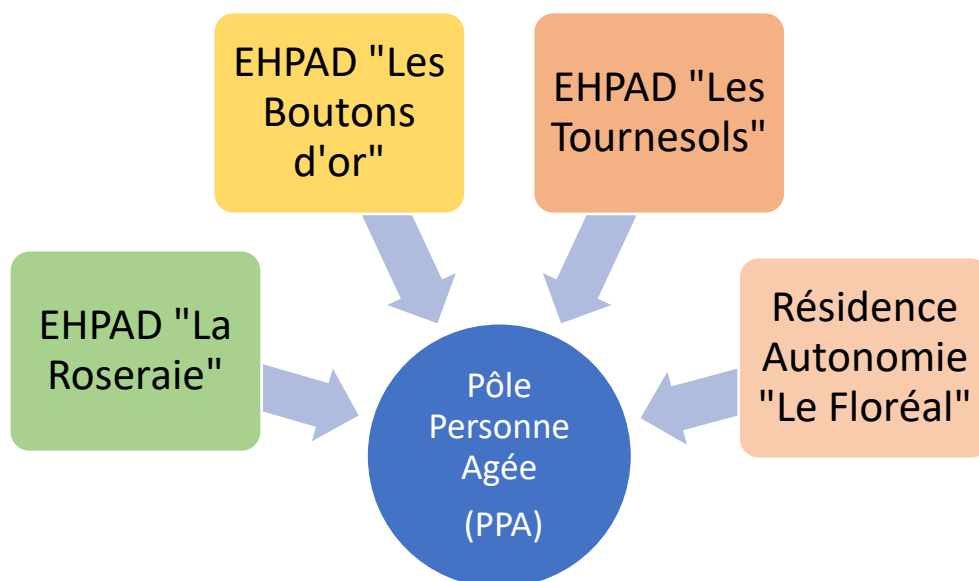 EHPAD "Les
Boutons
d'or"
EHPAD "Les
Tournesols"
EHPAD "La
Roseraie"
Résidence
Autonomie
"Le Floréal"
Pôle
Personne
Agée
(PPA)